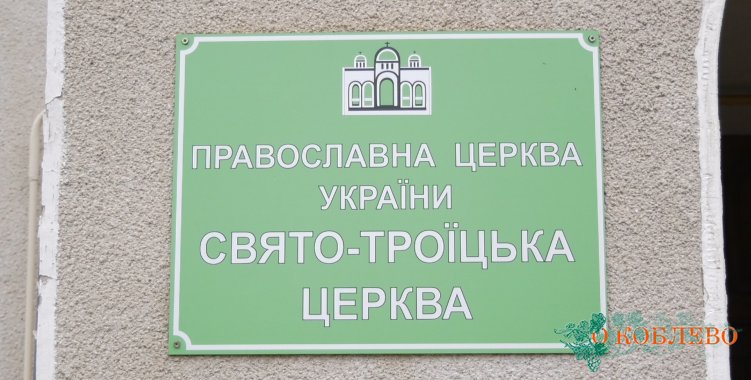 ПРАВОСЛАВНА ЦЕРКВА
УКРАЇНИ
СВЯТО-ТРОЇЦЬКА
ЦЕРКВА
О КОБЛЕВО